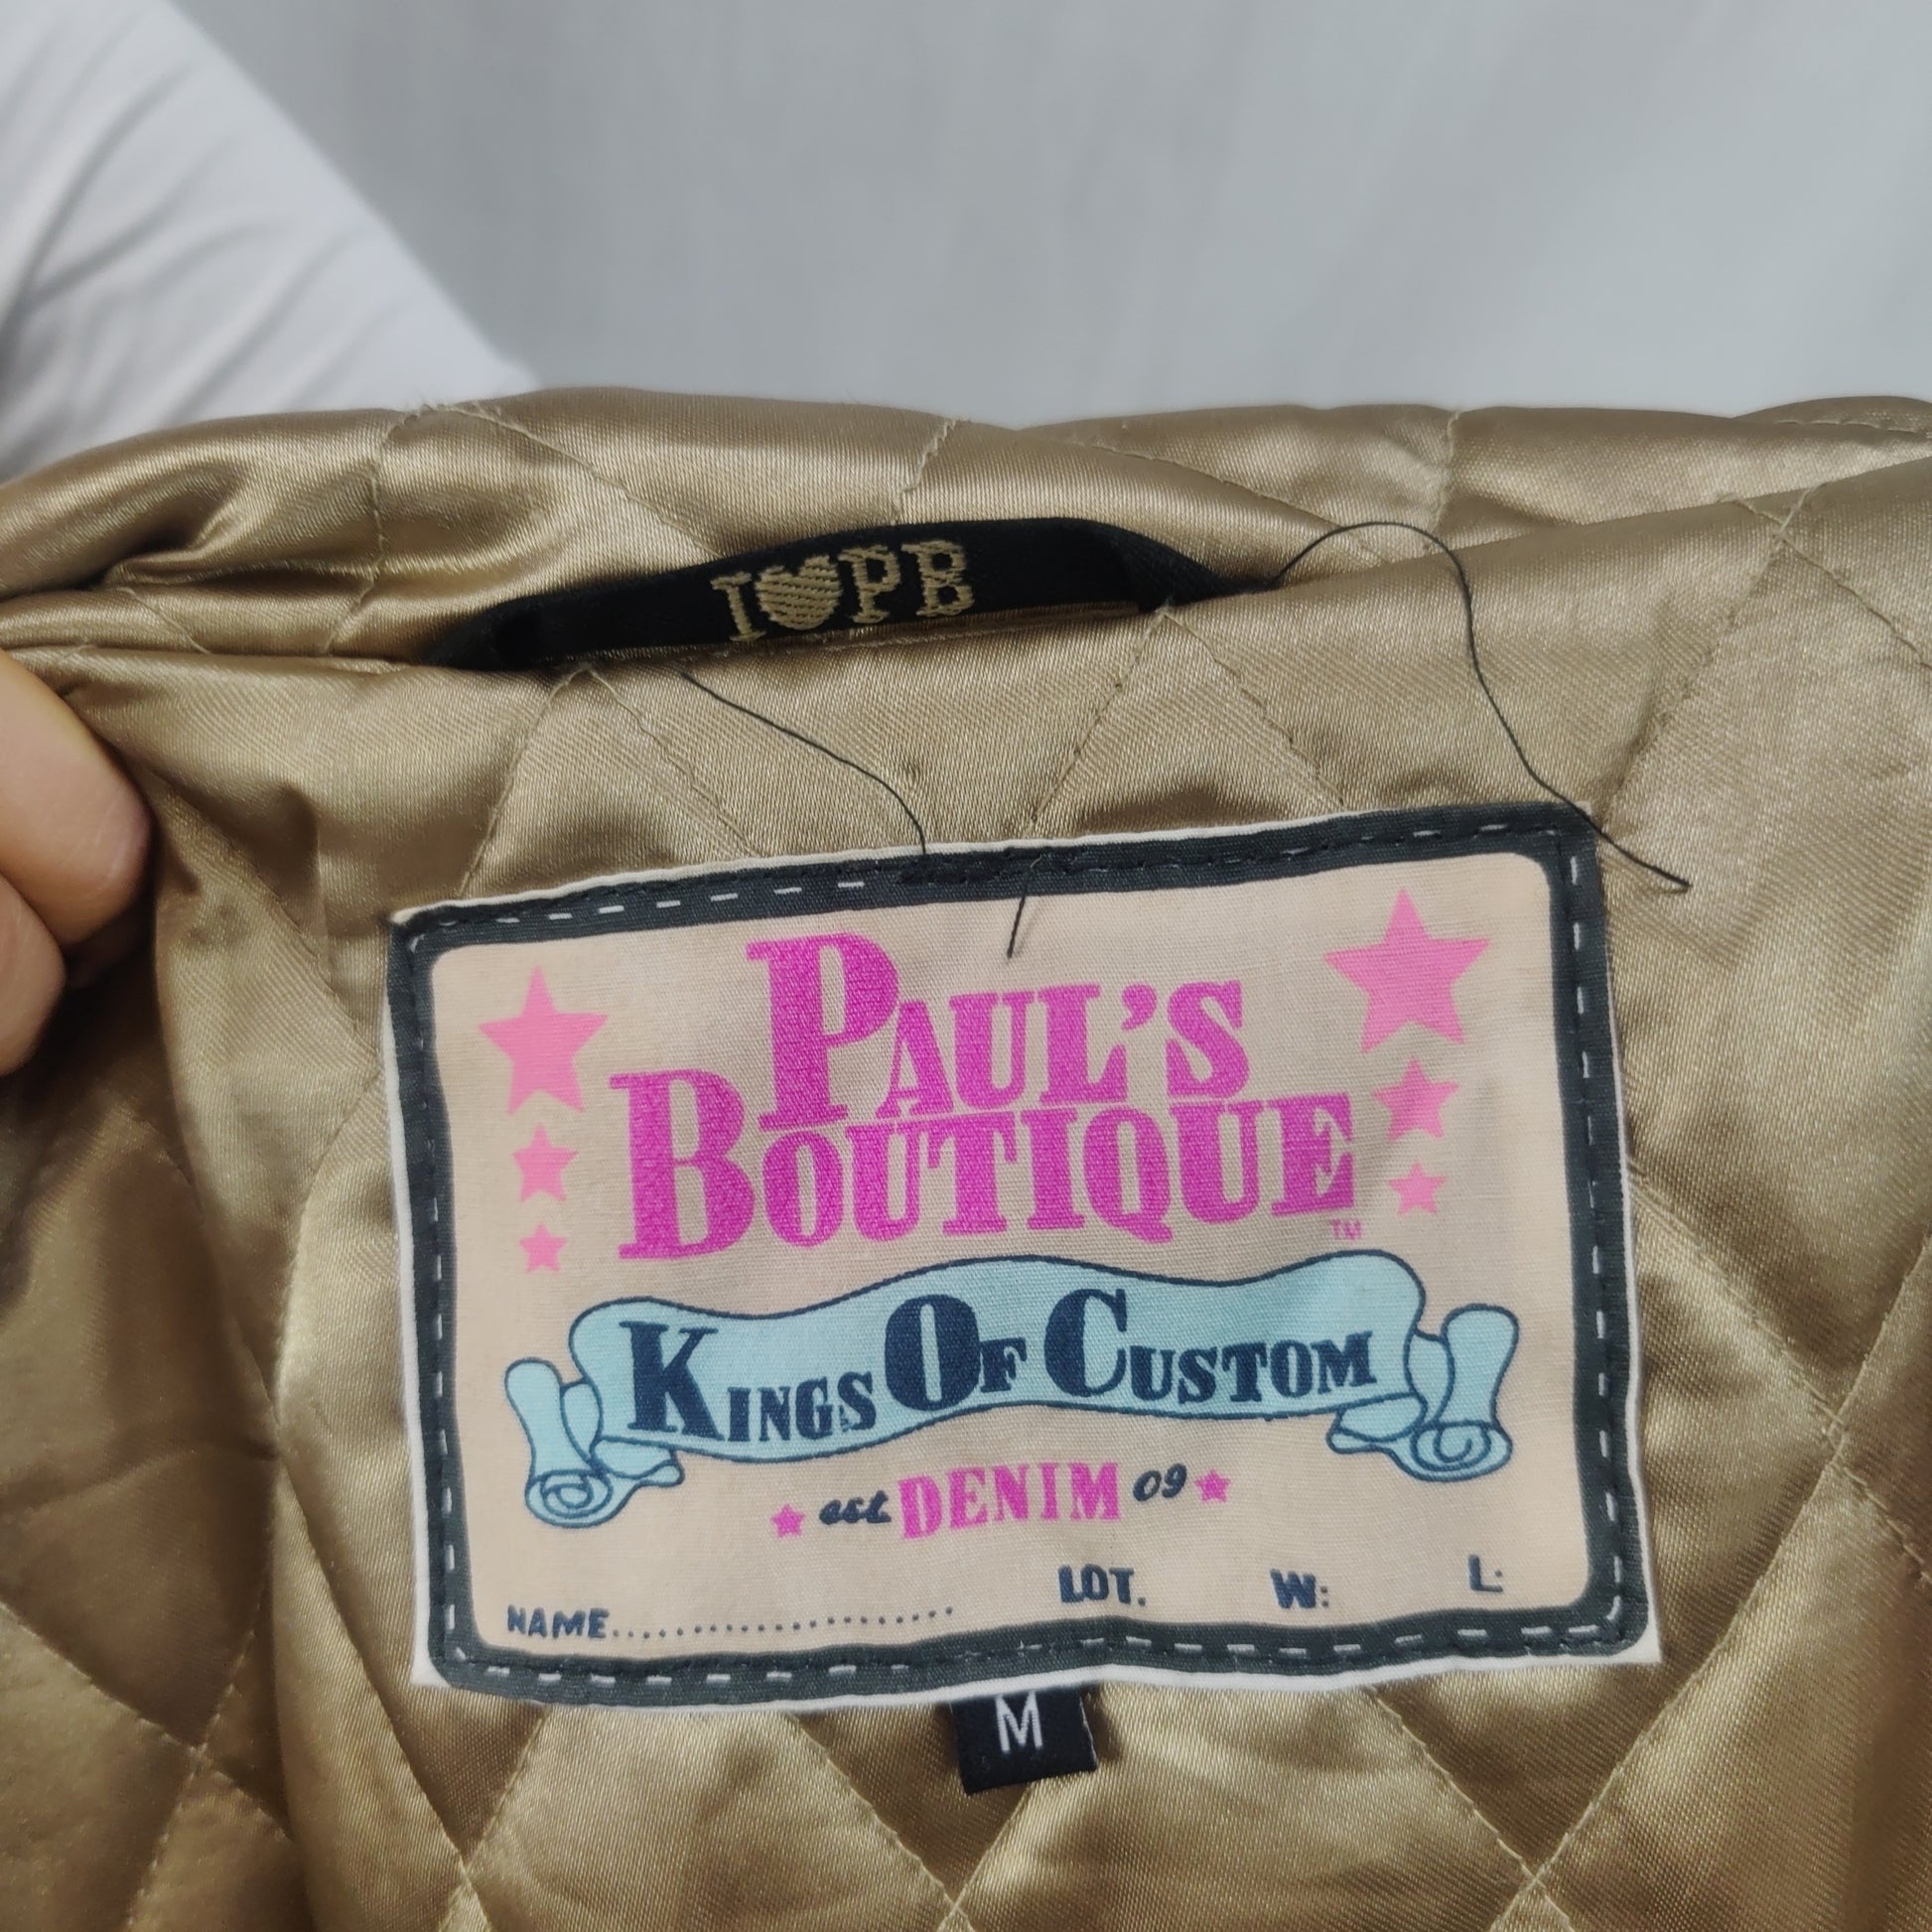 I♥PB
PAUL'S
BOUTIQUE
TM
KINGS OF CUSTOM
est. DENIM 09
NAME.................... LOT. W: L:
M